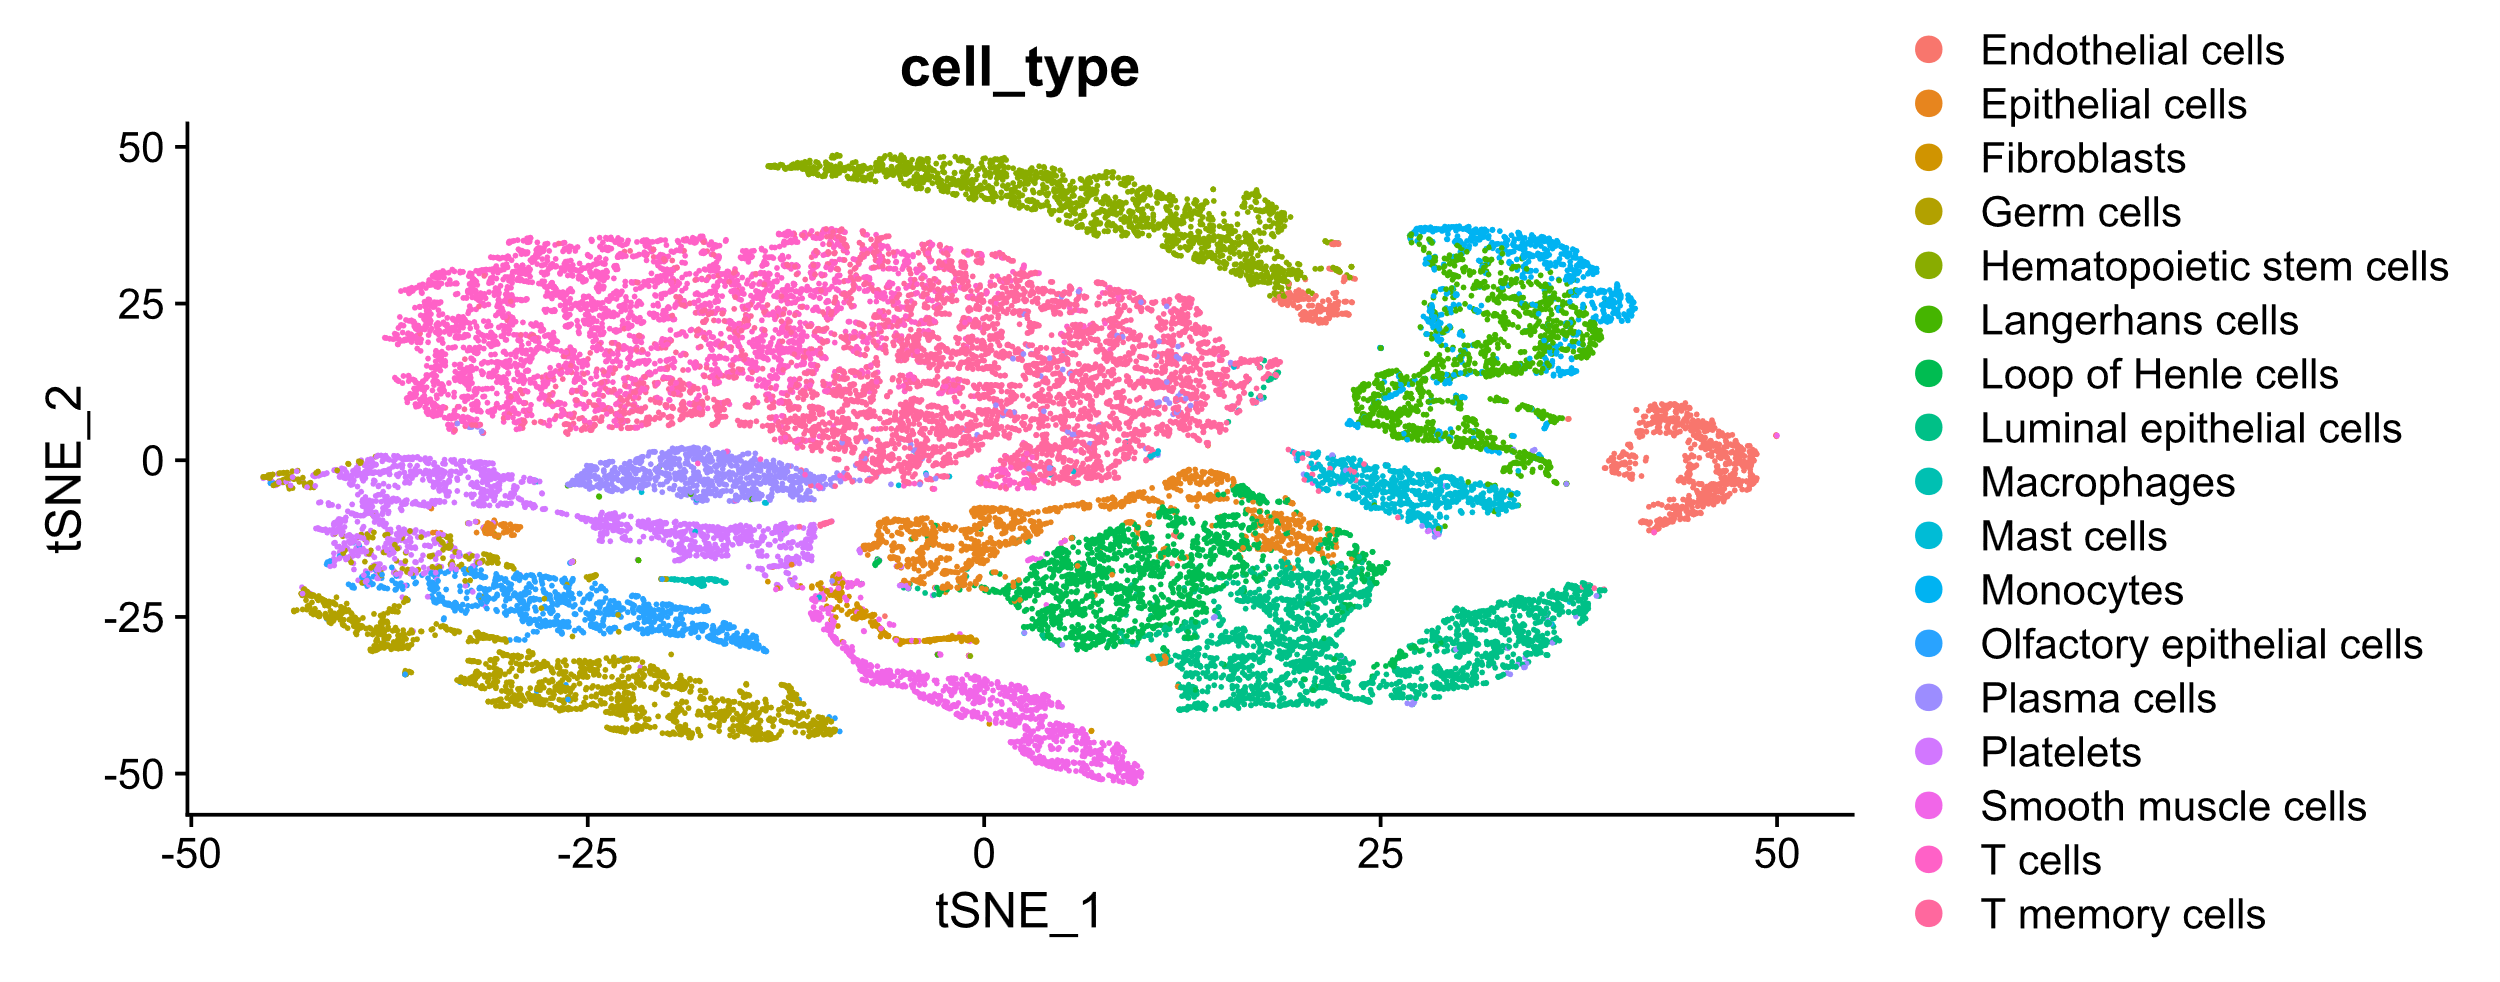 cell_type
50
25
0
-25
-50
tSNE_2
-50
-25
0
25
50
tSNE_1
Endothelial cells
Epithelial cells
Fibroblasts
Germ cells
Hematopoietic stem cells
Langerhans cells
Loop of Henle cells
Luminal epithelial cells
Macrophages
Mast cells
Monocytes
Olfactory epithelial cells
Plasma cells
Platelets
Smooth muscle cells
T cells
T memory cells